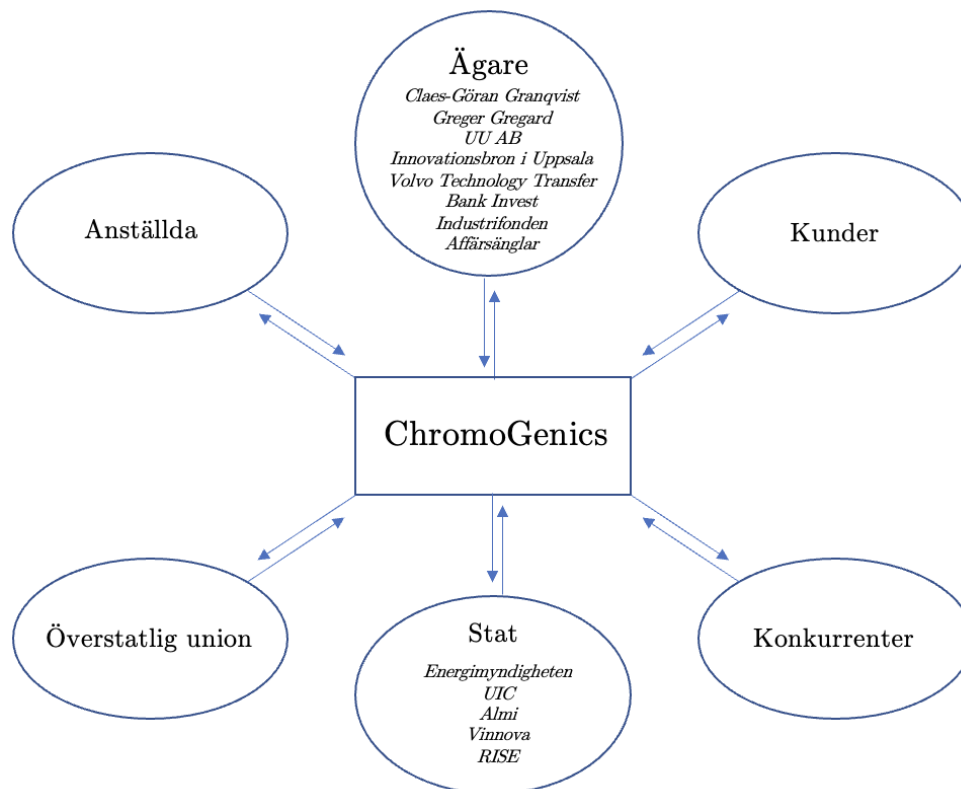 Ägare
Claes-Göran Granqvist
Greger Gregard
UU AB
Innovationsbron i Uppsala
Volvo Technology Transfer
Bank Invest
Industrifonden
Affärsänglar
Anställda
Kunder
ChromoGenics
Överstatlig union
Stat
Energimyndigheten
UIC
Almi
Vinnova
RISE
Konkurrenter